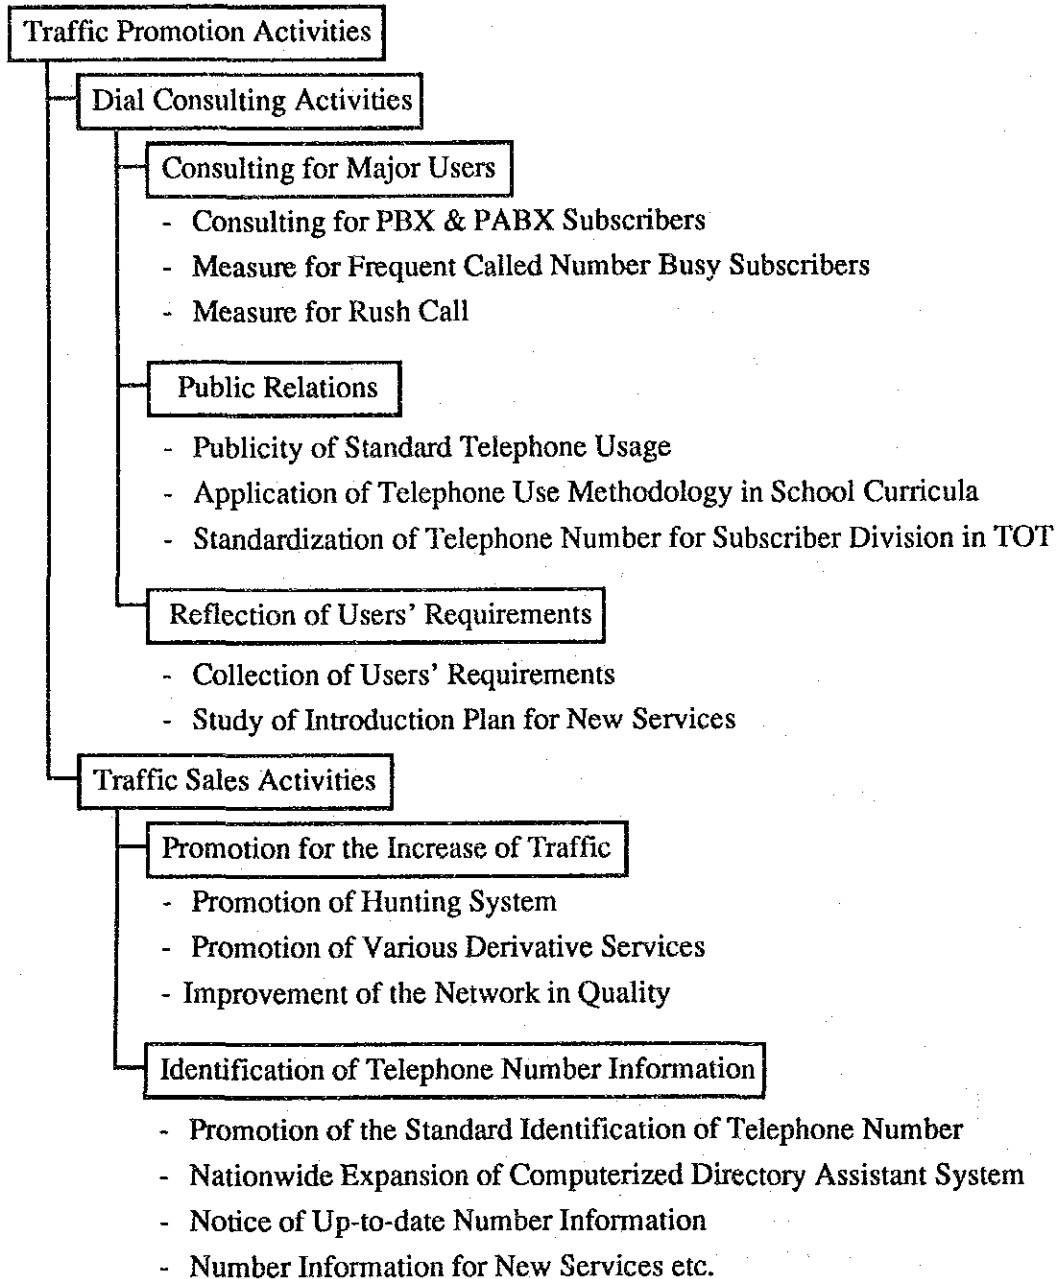 Traffic Promotion Activities
Dial Consulting Activities
Consulting for Major Users
- Consulting for PBX & PABX Subscribers
- Measure for Frequent Called Number Busy Subscribers
- Measure for Rush Call
Public Relations
- Publicity of Standard Telephone Usage
- Application of Telephone Use Methodology in School Curricula
- Standardization of Telephone Number for Subscriber Division in TOT
Reflection of Users' Requirements
- Collection of Users' Requirements
- Study of Introduction Plan for New Services
Traffic Sales Activities
Promotion for the Increase of Traffic
- Promotion of Hunting System
- Promotion of Various Derivative Services
- Improvement of the Network in Quality
Identification of Telephone Number Information
- Promotion of the Standard Identification of Telephone Number
- Nationwide Expansion of Computerized Directory Assistant System
- Notice of Up-to-date Number Information
- Number Information for New Services etc.